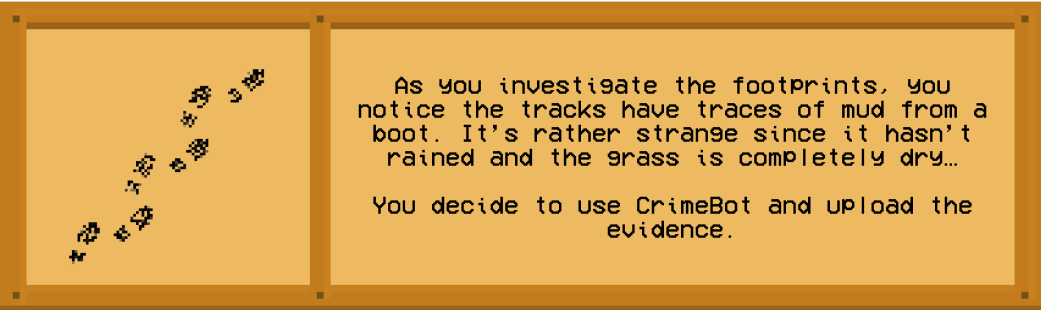 As you investigate the footprints, you
notice the tracks have traces of mud from a
boot. It's rather strange since it hasn't
rained and the grass is completely dry…
You decide to use CrimeBot and upload the
evidence.